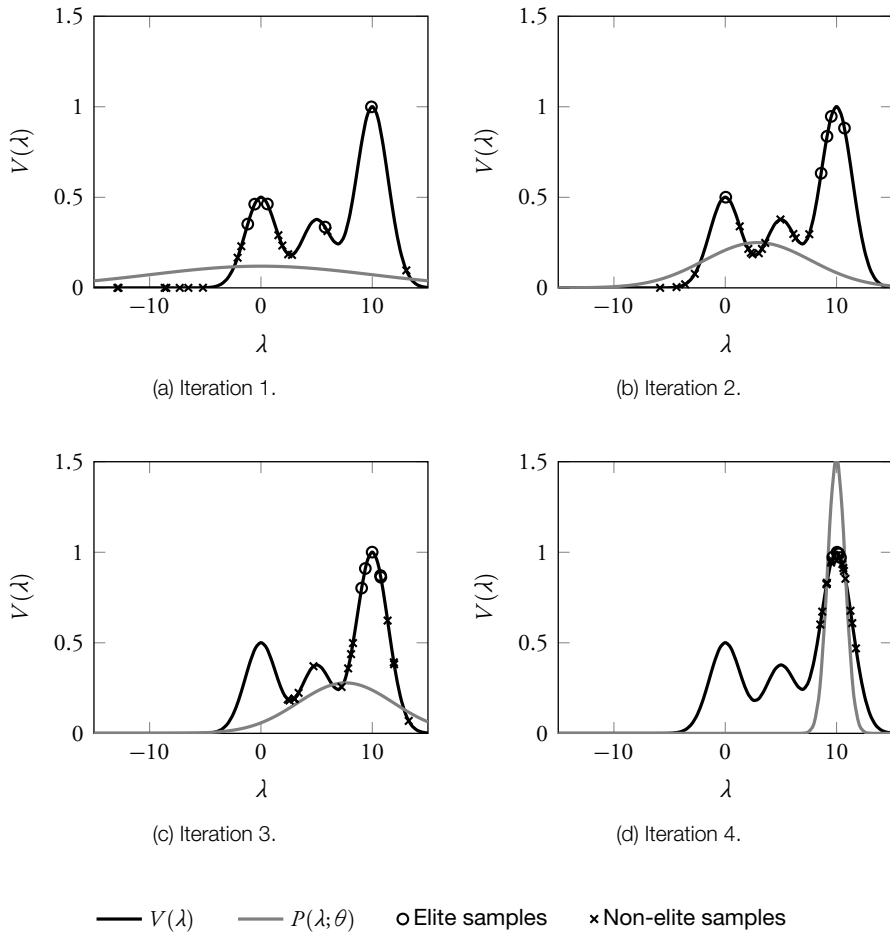 1.5
1
0.5
0
−10
0
10
V(λ)
λ
(a) Iteration 1.
1.5
1
0.5
0
−10
0
10
V(λ)
λ
(b) Iteration 2.
1.5
1
0.5
0
−10
0
10
V(λ)
λ
(c) Iteration 3.
1.5
1
0.5
0
−10
0
10
V(λ)
λ
(d) Iteration 4.
V(λ) P(λ;θ) Elite samples Non-elite samples